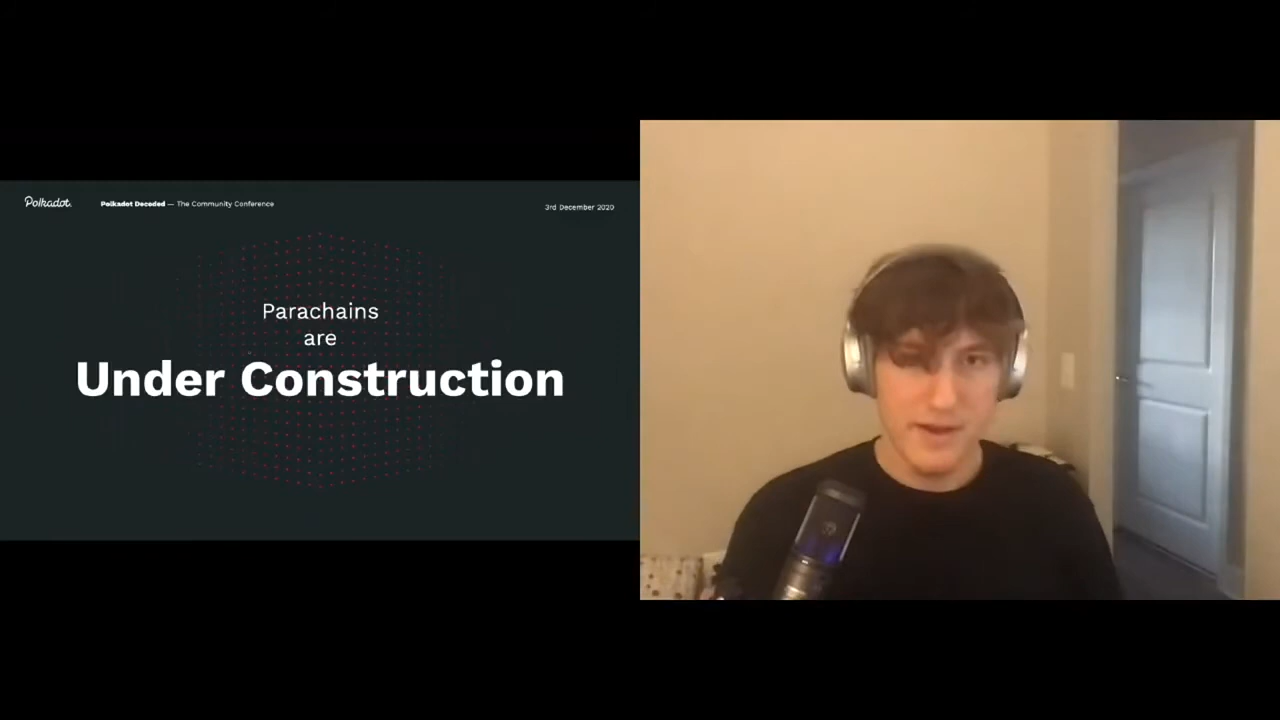 Polkadot.
Polkadot Decoded — The Community Conference
3rd December 2020
Parachains
are
Under Construction